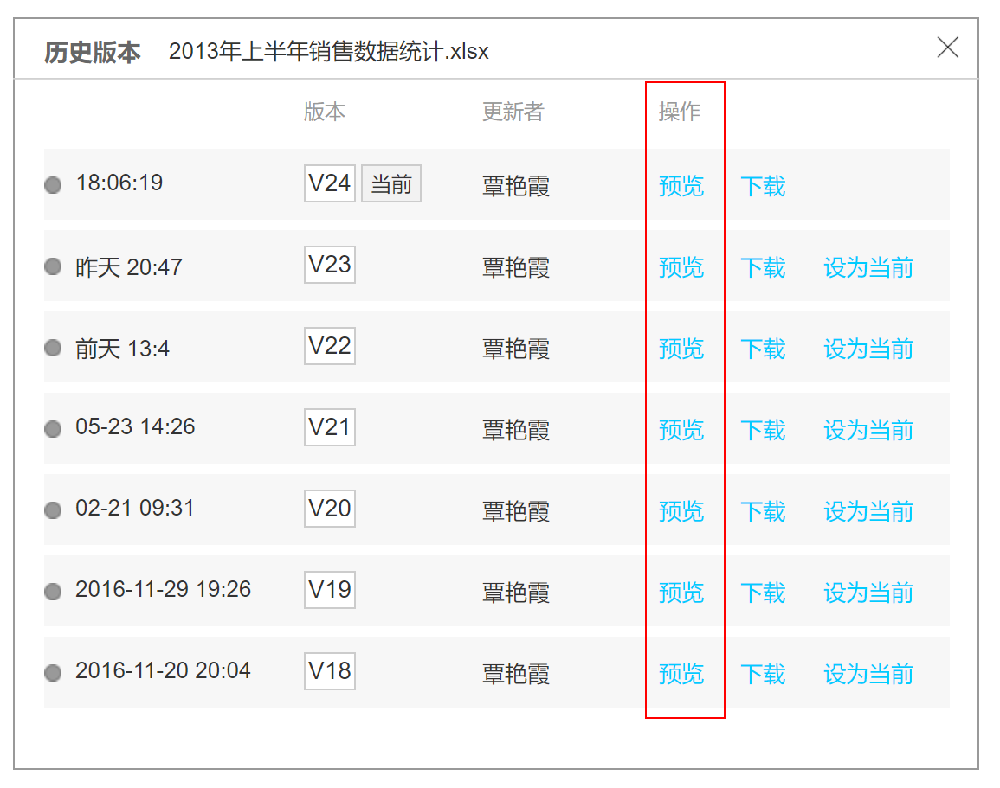 历史版本 2013年上半年销售数据统计.xlsx
版本 更新者 操作
18:06:19 V24 当前 覃艳霞 预览 下载
昨天 20:47 V23 覃艳霞 预览 下载 设为当前
前天 13:4 V22 覃艳霞 预览 下载 设为当前
05-23 14:26 V21 覃艳霞 预览 下载 设为当前
02-21 09:31 V20 覃艳霞 预览 下载 设为当前
2016-11-29 19:26 V19 覃艳霞 预览 下载 设为当前
2016-11-20 20:04 V18 覃艳霞 预览 下载 设为当前